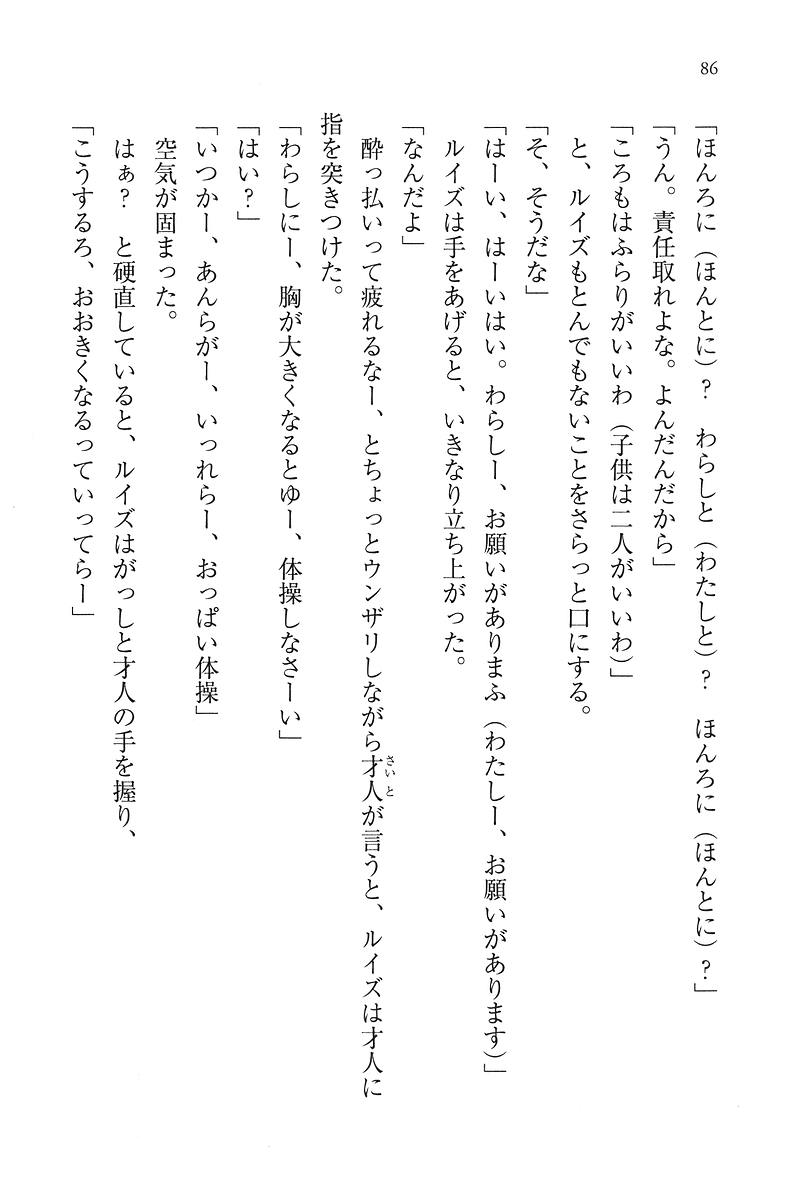 86
「ほんろに（ほんとに）？　わらしと（わたしと）？　ほんろに（ほんとに）？」
「うん。責任取れよな。よんだんだから」
「ころもはふらりがいいわ（子供は二人がいいわ）」
と、ルイズもとんでもないことをさらっと口にする。
「そ、そうだな」
「はーい、はーいはい。わらしー、お願いがありまふ（わたしー、お願いがあります）」
ルイズは手をあげると、いきなり立ち上がった。
「なんだよ」
酔っ払いって疲れるなー、とちょっとウンザリしながら才人が言うと、ルイズは才人に
さいと
指を突きつけた。
「わらしにー、胸が大きくなるとゆー、体操しなさーい」
「はい？」
「いつかー、あんらがー、いっれらー、おっぱい体操」
空気が固まった。
はぁ？　と硬直していると、ルイズはがっしと才人の手を握り、
「こうするろ、おおきくなるっていってらー」